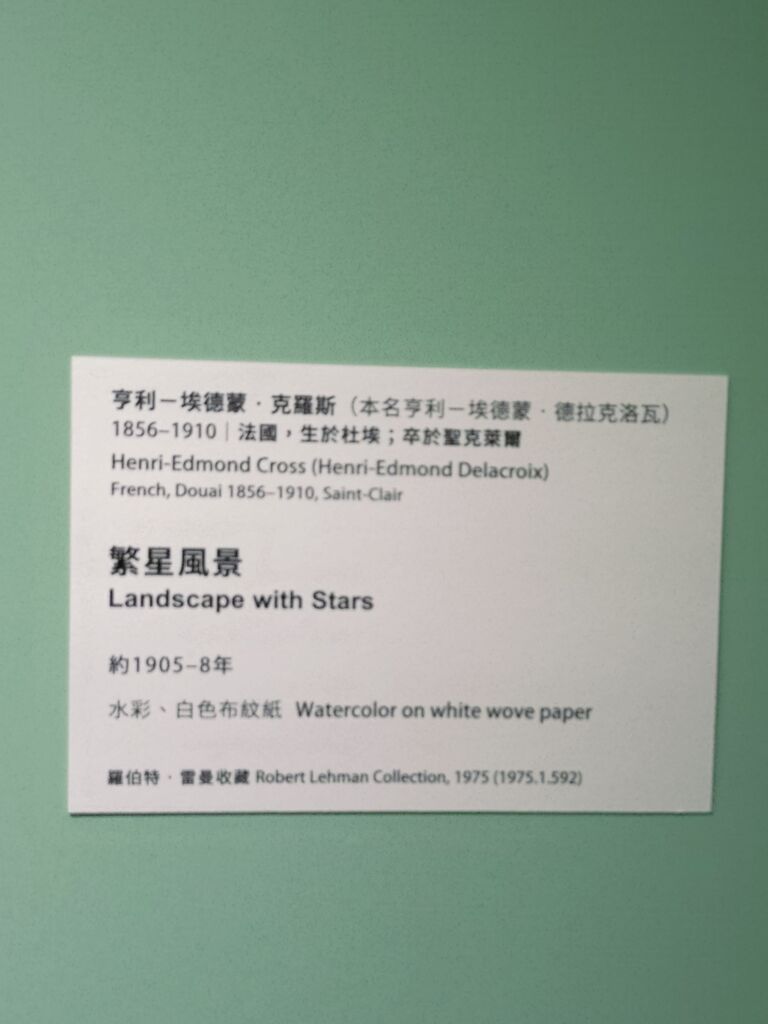 亨利－埃德蒙．克羅斯（本名亨利－埃德蒙．德拉克洛瓦）
1856–1910｜法國，生於杜埃；卒於聖克萊爾
Henri-Edmond Cross (Henri-Edmond Delacroix)
French, Douai 1856–1910, Saint-Clair
繁星風景
Landscape with Stars
約1905–8年
水彩、白色布紋紙 Watercolor on white wove paper
羅伯特．雷曼收藏 Robert Lehman Collection, 1975 (1975.1.592)